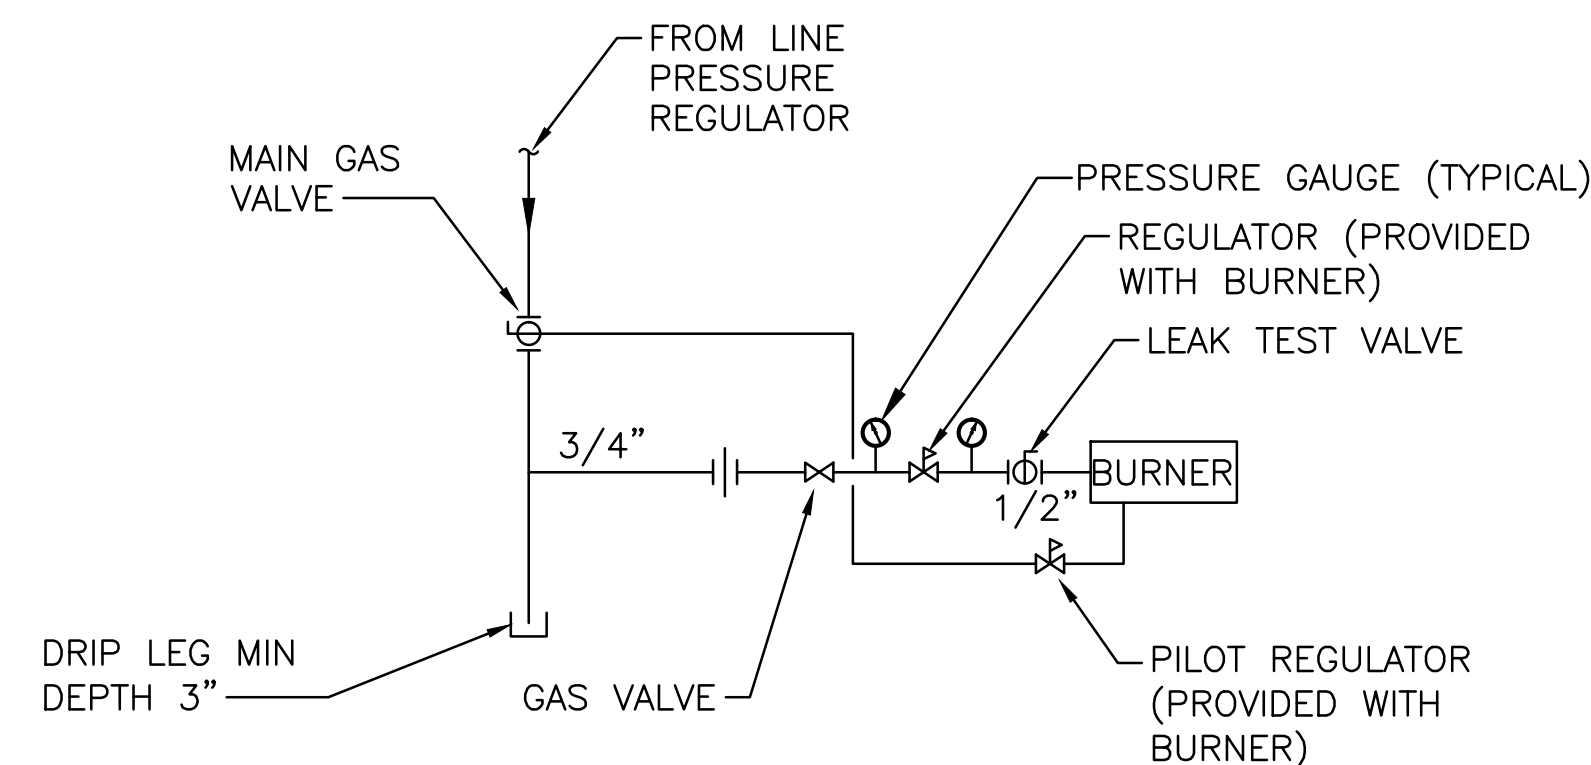 FROM LINE
PRESSURE
REGULATOR
MAIN GAS
VALVE
PRESSURE GAUGE (TYPICAL)
REGULATOR (PROVIDED
WITH BURNER)
LEAK TEST VALVE
3/4”
BURNER
1/2”
DRIP LEG MIN
DEPTH 3”
GAS VALVE
PILOT REGULATOR
(PROVIDED WITH
BURNER)